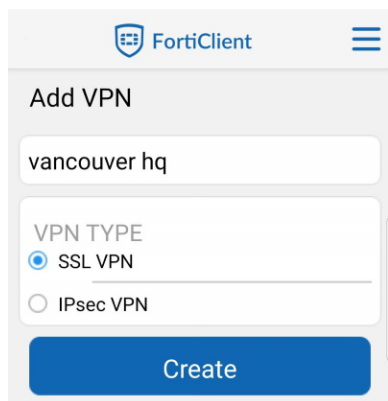 FortiClient
Add VPN
vancouver hq
VPN TYPE
SSL VPN
IPsec VPN
Create